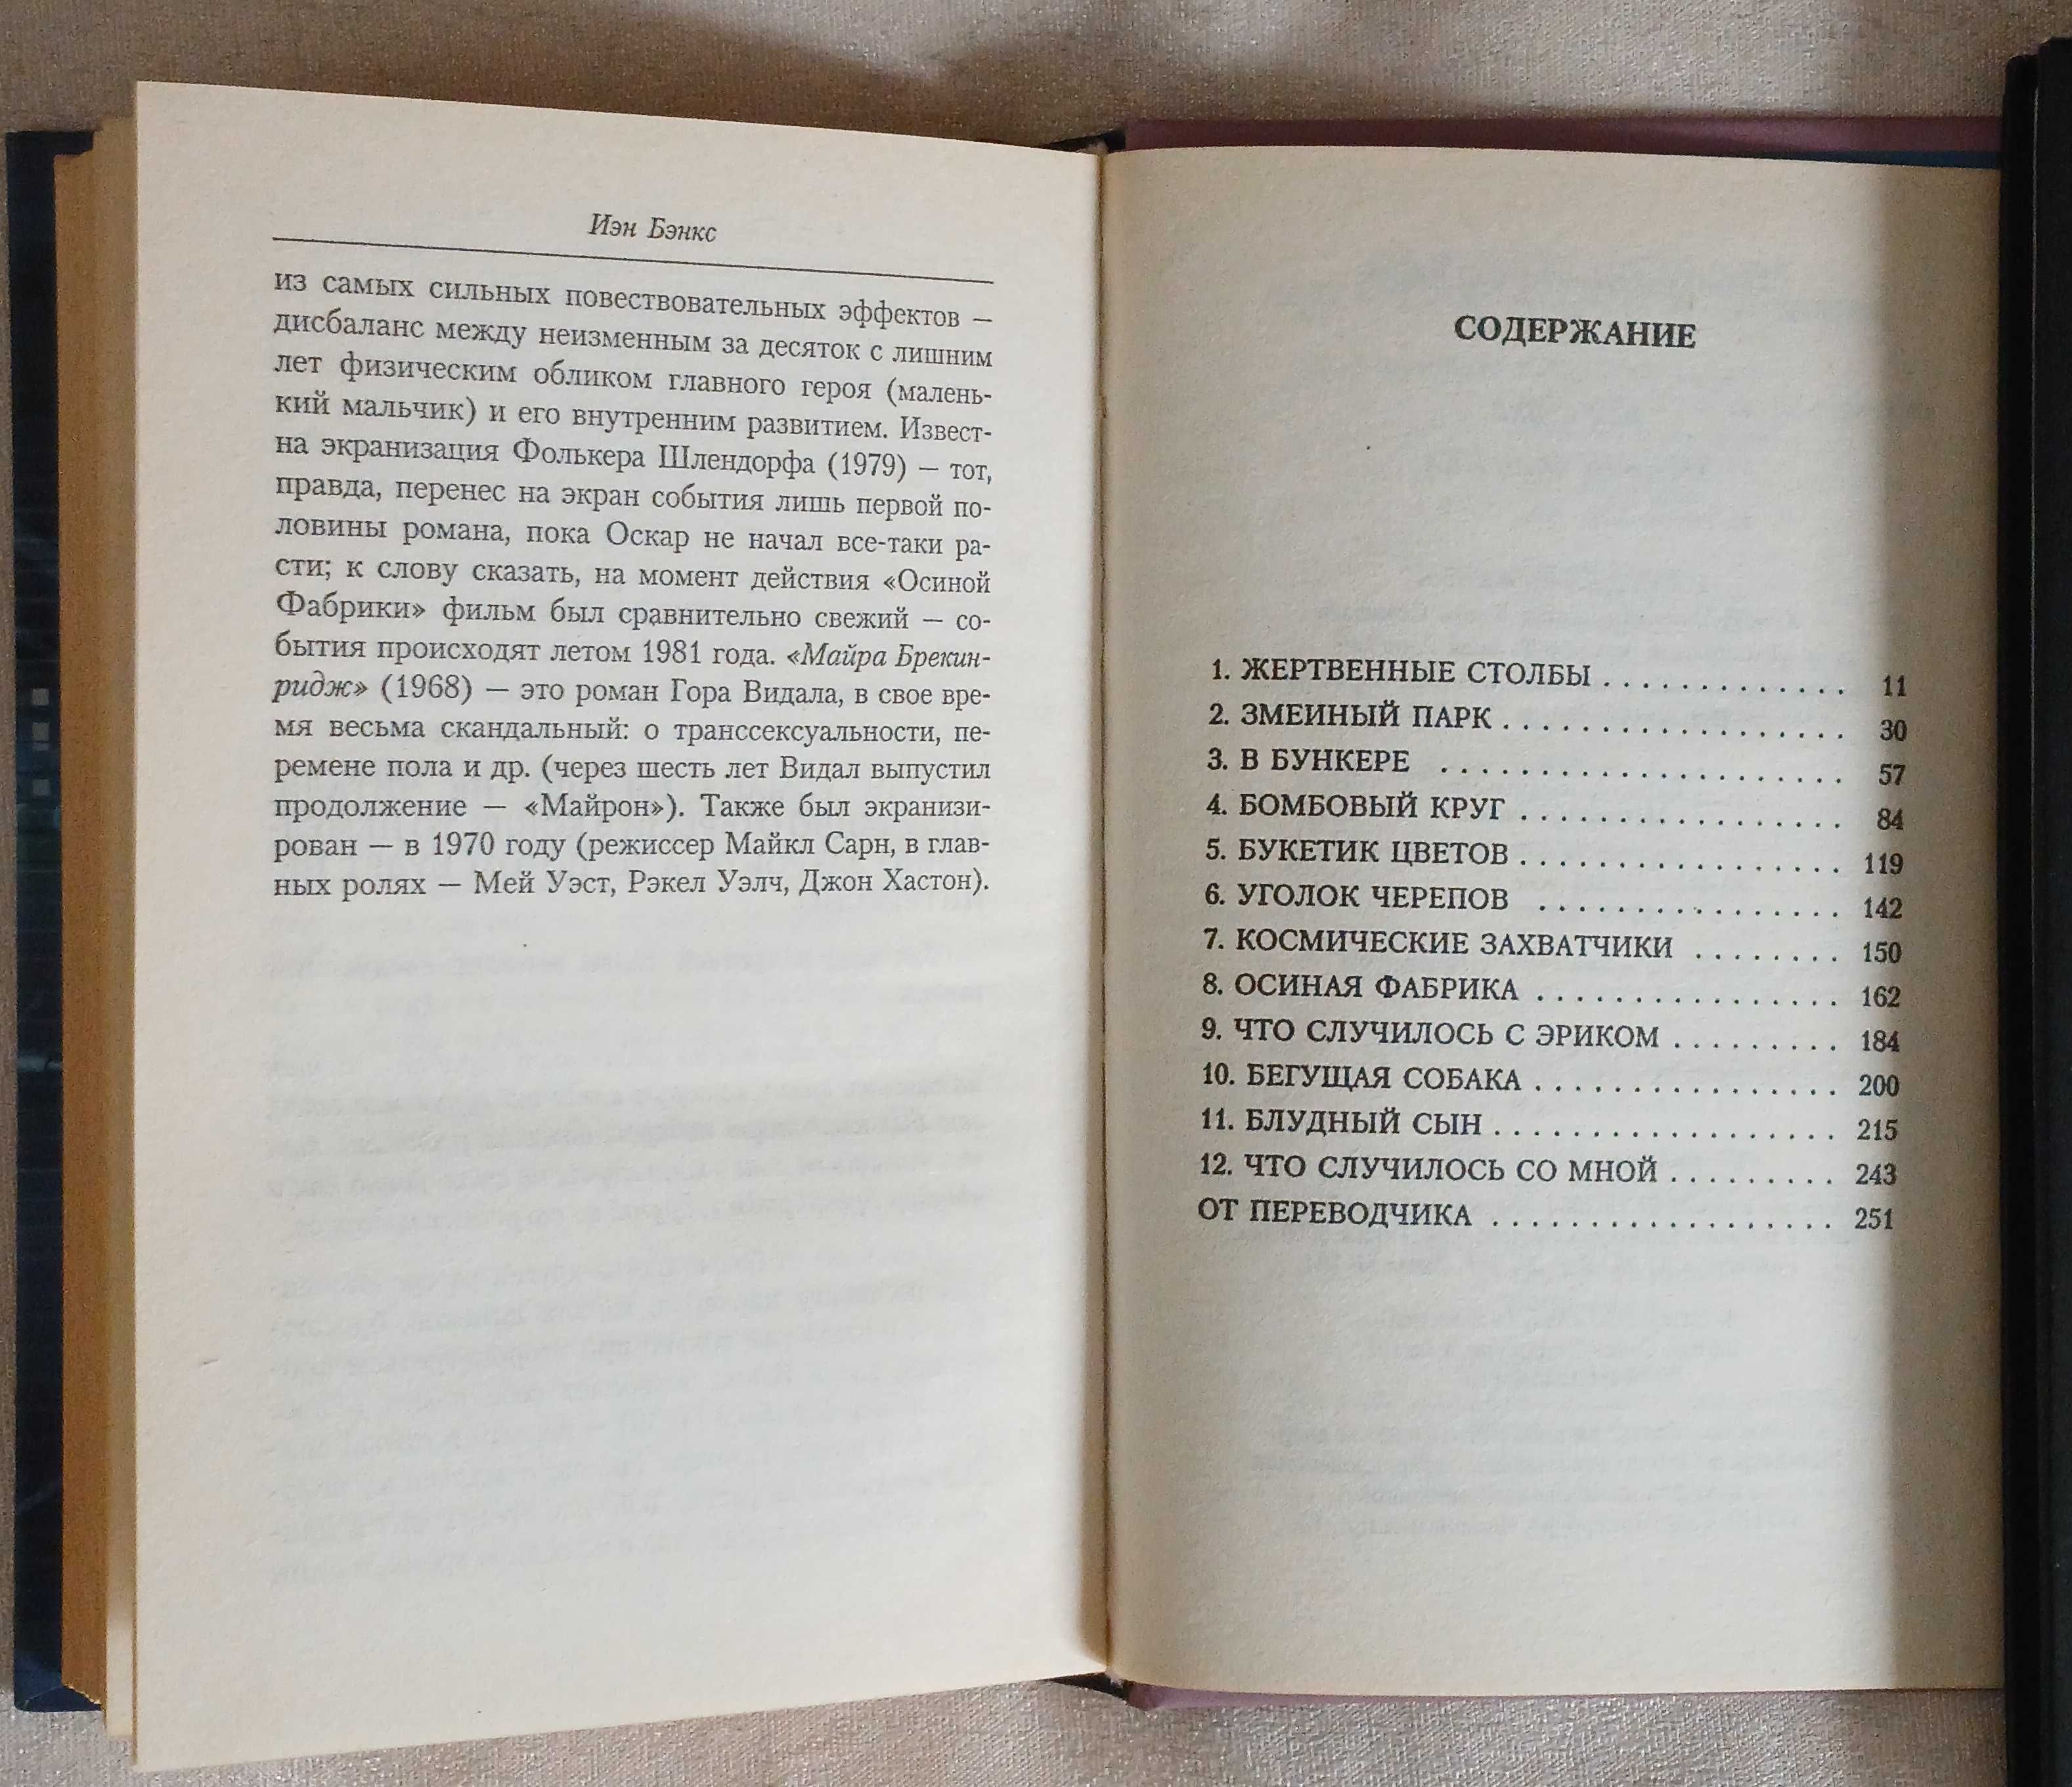 Иэн Бэнкс
из самых сильных повествовательных эффектов —
дисбаланс между неизменным за десяток с лишним
лет физическим обликом главного героя (малень-
кий мальчик) и его внутренним развитием. Извест-
на экранизация Фолькера Шлендорфа (1979) — тот,
правда, перенес на экран события лишь первой по-
ловины романа, пока Оскар не начал все-таки ра-
сти; к слову сказать, на момент действия «Осиной
Фабрики» фильм был сравнительно свежий — со-
бытия происходят летом 1981 года. «Майра Брекин-
ридж» (1968) — это роман Гора Видала, в свое вре-
мя весьма скандальный: о транссексуальности, пе-
ремене пола и др. (через шесть лет Видал выпустил
продолжение — «Майрон»). Также был экранизи-
рован — в 1970 году (режиссер Майкл Сарн, в глав-
ных ролях — Мей Уэст, Рэкел Уэлч, Джон Хастон).
СОДЕРЖАНИЕ
1. ЖЕРТВЕННЫЕ СТОЛБЫ . . . . . . . . . . . . . 11
2. ЗМЕИНЫЙ ПАРК . . . . . . . . . . . . . . . . . . 30
3. В БУНКЕРЕ . . . . . . . . . . . . . . . . . . . . . 57
4. БОМБОВЫЙ КРУГ . . . . . . . . . . . . . . . . . 84
5. БУКЕТИК ЦВЕТОВ . . . . . . . . . . . . . . . . . 119
6. УГОЛОК ЧЕРЕПОВ . . . . . . . . . . . . . . . . 142
7. КОСМИЧЕСКИЕ ЗАХВАТЧИКИ . . . . . . . . 150
8. ОСИНАЯ ФАБРИКА . . . . . . . . . . . . . . . . 162
9. ЧТО СЛУЧИЛОСЬ С ЭРИКОМ . . . . . . . . . 184
10. БЕГУЩАЯ СОБАКА . . . . . . . . . . . . . . . . 200
11. БЛУДНЫЙ СЫН . . . . . . . . . . . . . . . . . . 215
12. ЧТО СЛУЧИЛОСЬ СО МНОЙ . . . . . . . . . 243
ОТ ПЕРЕВОДЧИКА . . . . . . . . . . . . . . . . . . 251